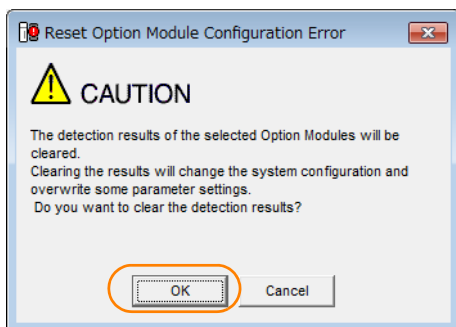 Reset Option Module Configuration Error
CAUTION
The detection results of the selected Option Modules will be
cleared.
Clearing the results will change the system configuration and
overwrite some parameter settings.
Do you want to clear the detection results?
OK Cancel